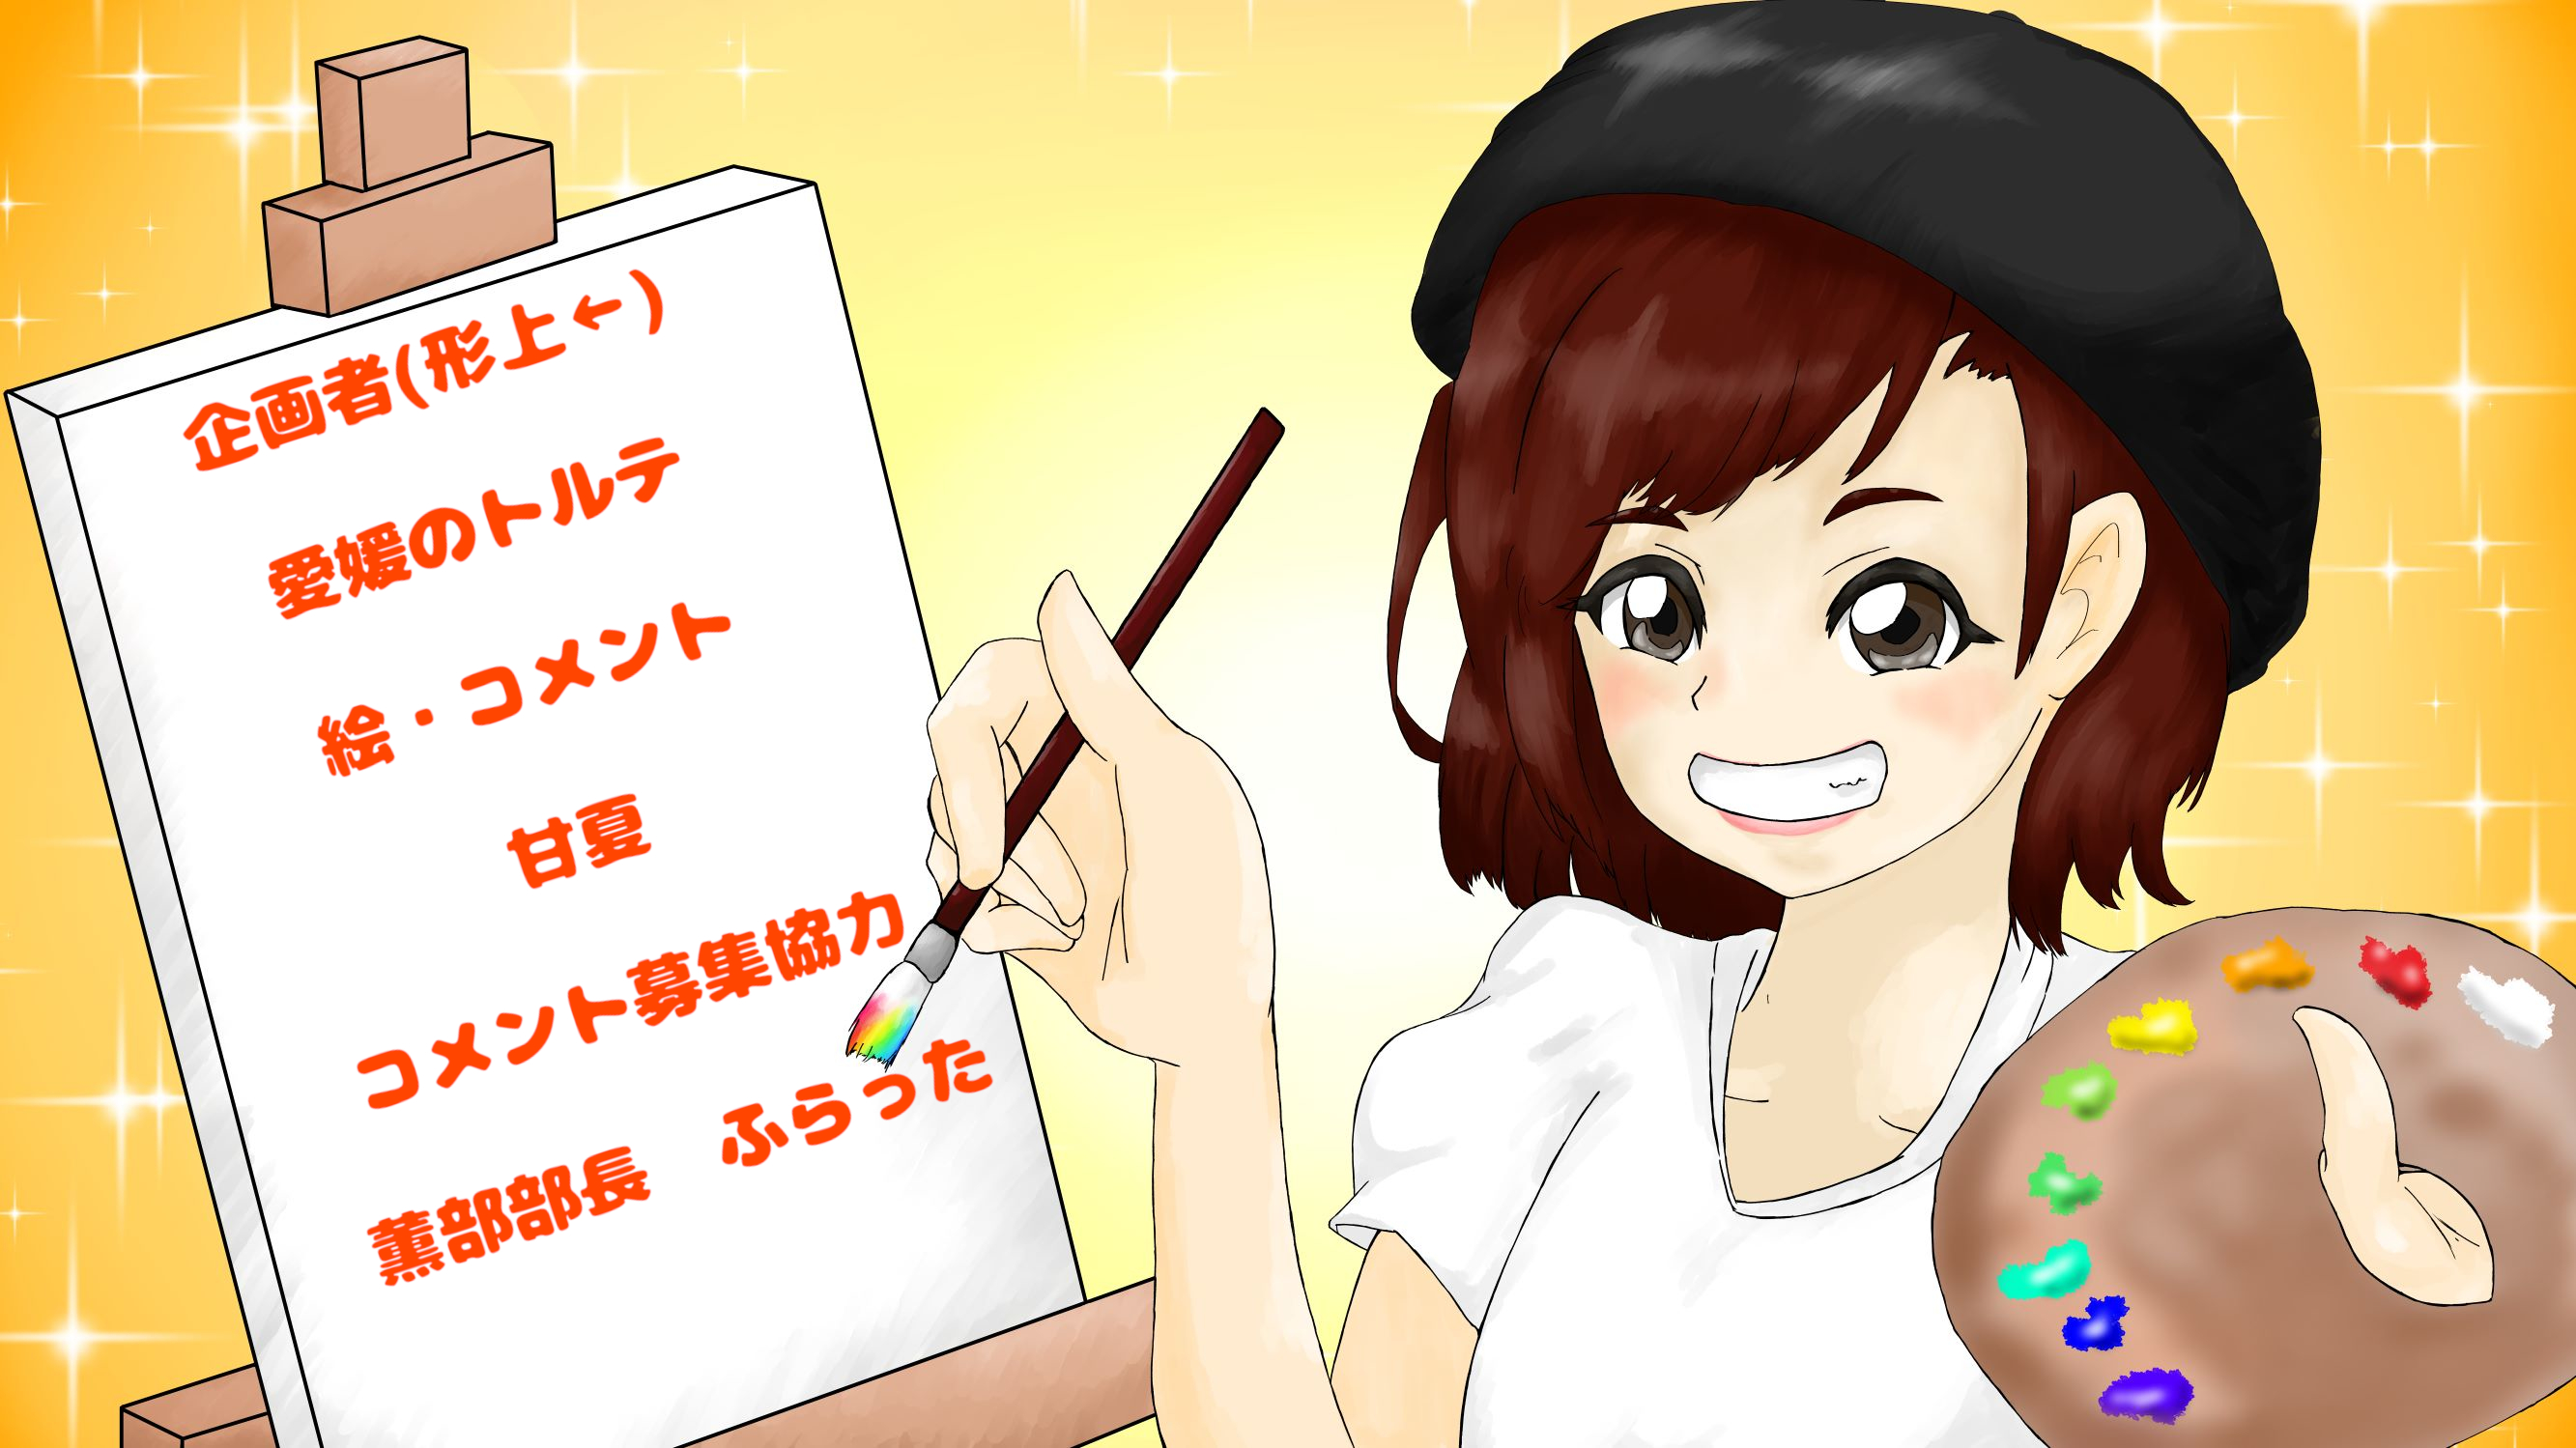 企画者(形上←)
愛媛のトルテ
絵・コメント
甘夏
コメント募集協力
薫部部長　ふらった